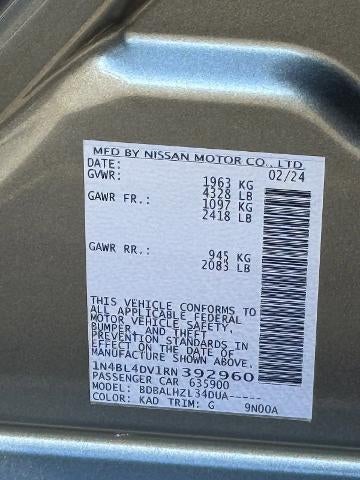 MFD BY NISSAN MOTOR CO., LTD
DATE: 02/24
GVWR: 1963 KG
4328 LB
GAWR FR.: 1097 KG
2418 LB
GAWR RR.: 945 KG
2083 LB
THIS VEHICLE CONFORMS TO
ALL APPLICABLE FEDERAL
MOTOR VEHICLE SAFETY,
BUMPER, AND THEFT
PREVENTION STANDARDS IN
EFFECT ON THE DATE OF
MANUFACTURE SHOWN ABOVE.
1N4BL4DV1RN392960
PASSENGER CAR 635900
MODEL: BDBALHZL34DUA-----
COLOR: KAD TRIM: G 9N00A